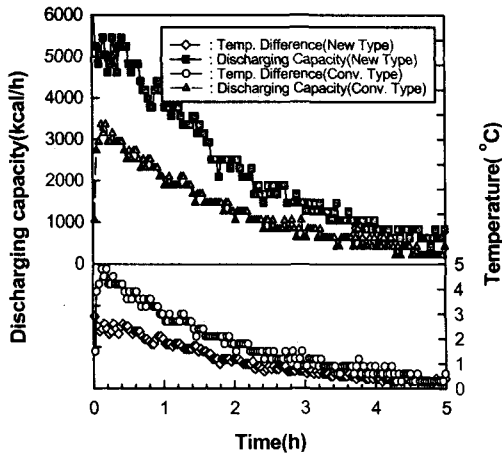 6000
5000
4000
3000
2000
1000
0
Discharging capacity(kcal/h)
: Temp. Difference(New Type)
: Discharging Capacity(New Type)
: Temp. Difference(Conv. Type)
: Discharging Capacity(Conv. Type)
5
4
3
2
1
0
Temperature(°C)
0 1 2 3 4 5
Time(h)